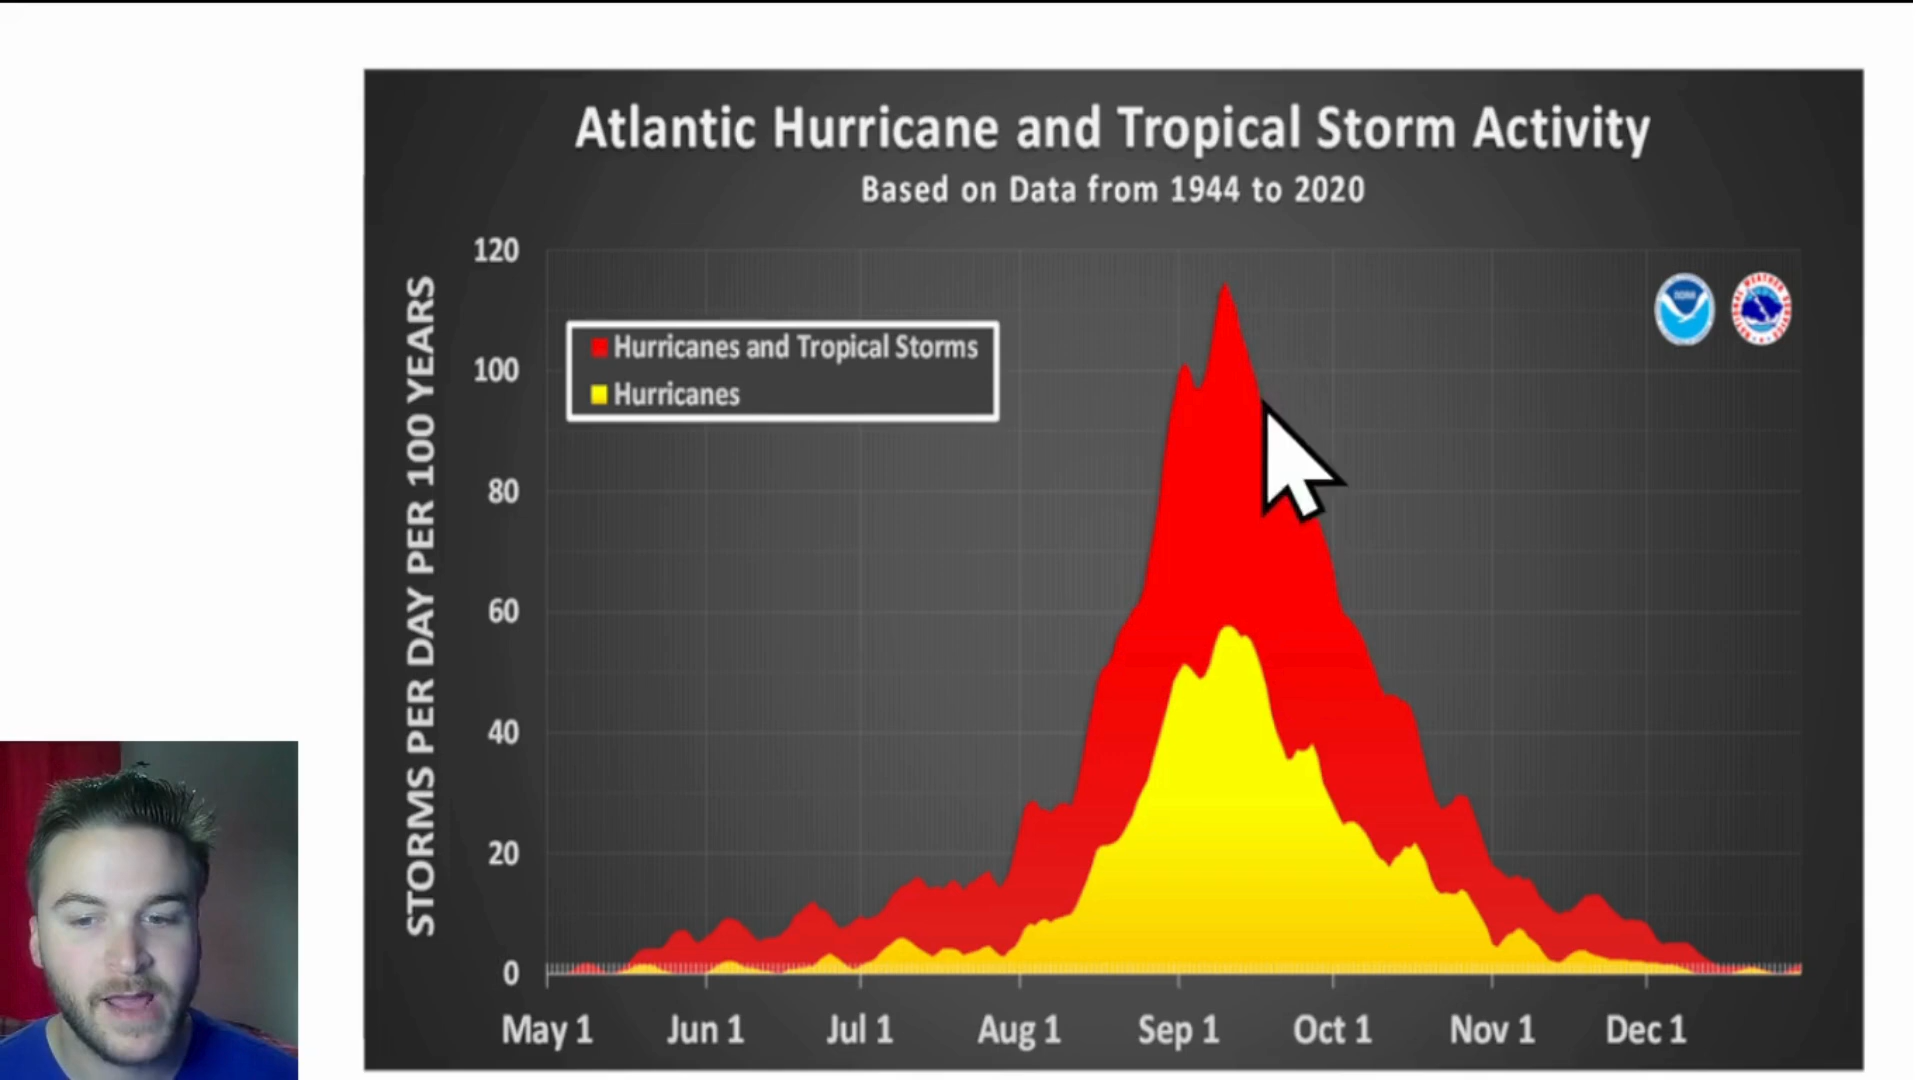 Atlantic Hurricane and Tropical Storm Activity
Based on Data from 1944 to 2020
STORMS PER DAY PER 100 YEARS
120
100
80
60
40
20
0
Hurricanes and Tropical Storms
Hurricanes
May 1 Jun 1 Jul 1 Aug 1 Sep 1 Oct 1 Nov 1 Dec 1